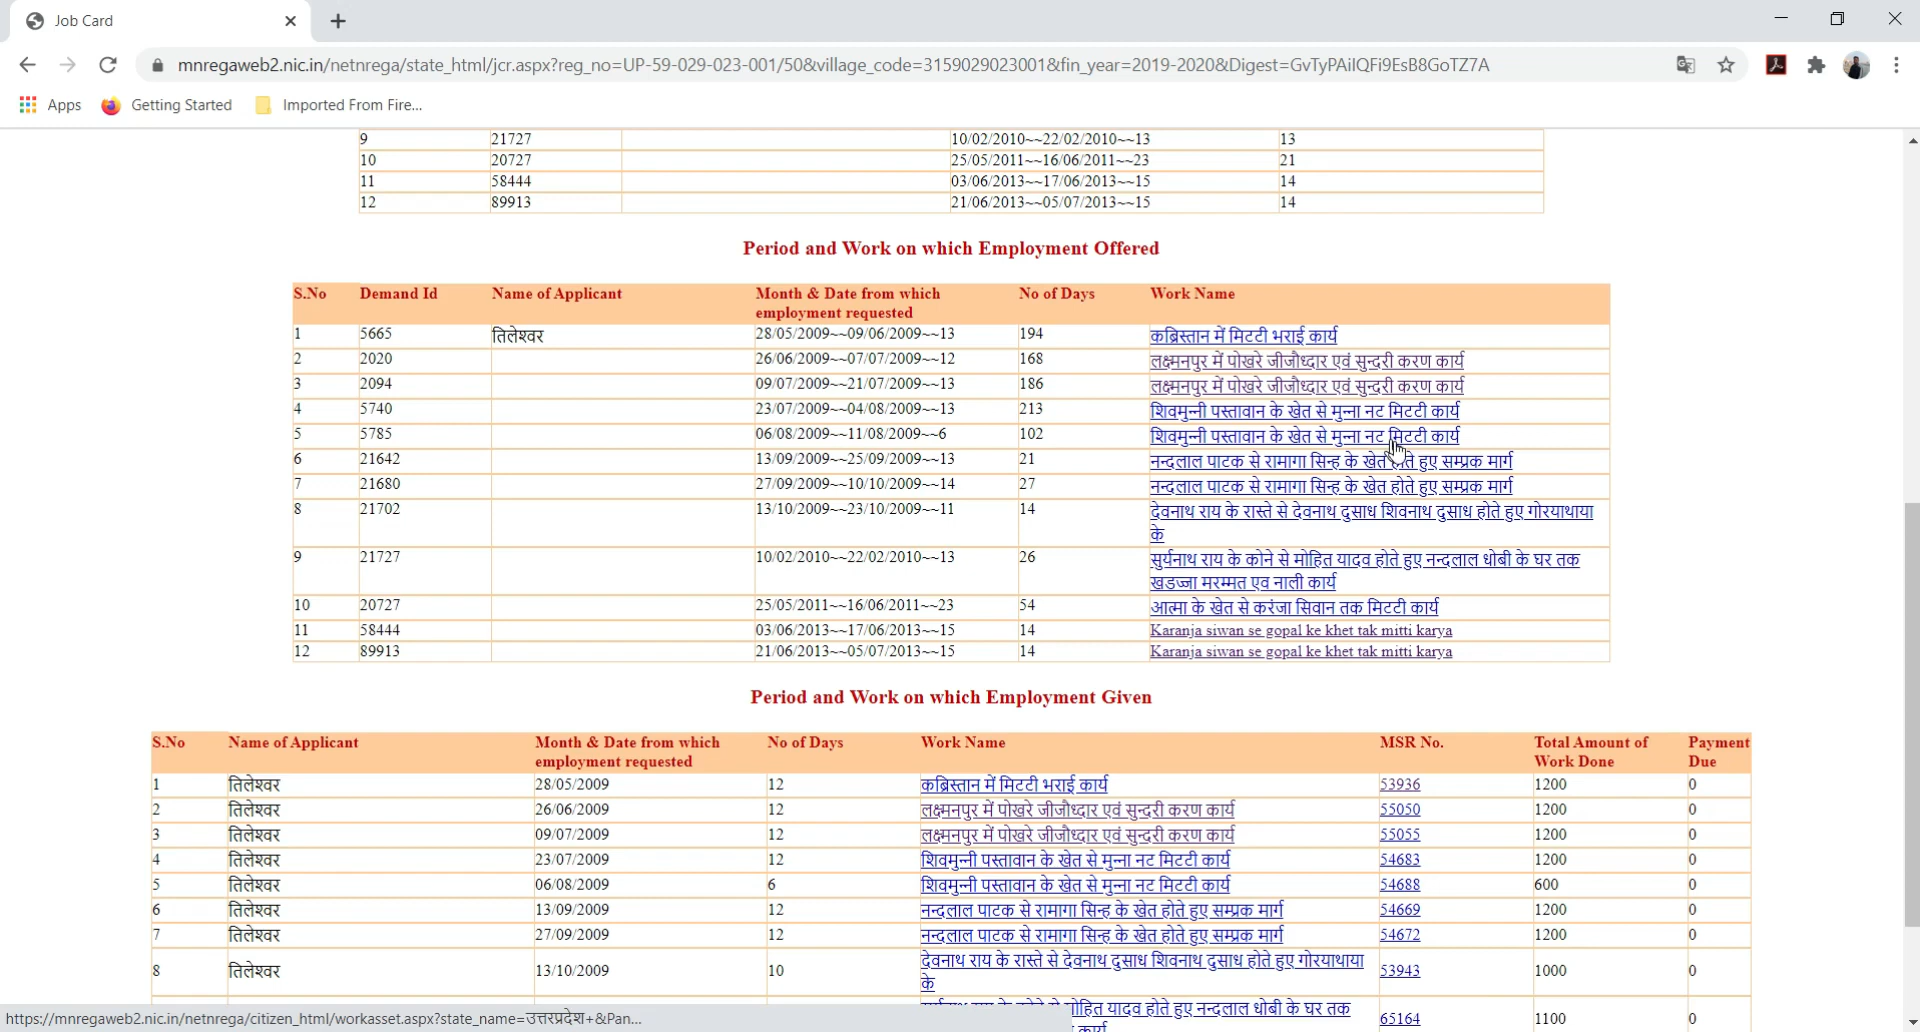 Job Card
mnregaweb2.nic.in/netnrega/state_html/jcr.aspx?reg_no=UP-59-029-023-001/50&village_code=3159029023001&fin_year=2019-2020&Digest=GvTyPAilQFi9EsB8GoTZ7A
Apps Getting Started Imported From Fire...
9 21727 10/02/2010~~22/02/2010~~13 13
10 20727 25/05/2011~~16/06/2011~~23 21
11 58444 03/06/2013~~17/06/2013~~15 14
12 89913 21/06/2013~~05/07/2013~~15 14
Period and Work on which Employment Offered
S.No Demand Id Name of Applicant Month & Date from which No of Days Work Name
employment requested
1 5665 तिलेश्वर 28/05/2009~~09/06/2009~~13 194 कब्रिस्तान में मिटटी भराई कार्य
2 2020 26/06/2009~~07/07/2009~~12 168 लक्ष्मनपुर में पोखरे जीजौध्दार एवं सुन्दरी करण कार्य
3 2094 09/07/2009~~21/07/2009~~13 186 लक्ष्मनपुर में पोखरे जीजौध्दार एवं सुन्दरी करण कार्य
4 5740 23/07/2009~~04/08/2009~~13 213 शिवमुन्नी पस्तावान के खेत से मुन्ना नट मिटटी कार्य
5 5785 06/08/2009~~11/08/2009~~6 102 शिवमुन्नी पस्तावान के खेत से मुन्ना नट मिटटी कार्य
6 21642 13/09/2009~~25/09/2009~~13 21 नन्दलाल पाटक से रामागा सिन्ह के खेत होते हुए सम्प्रक मार्ग
7 21680 27/09/2009~~10/10/2009~~14 27 नन्दलाल पाटक से रामागा सिन्ह के खेत होते हुए सम्प्रक मार्ग
8 21702 13/10/2009~~23/10/2009~~11 14 देवनाथ राय के रास्ते से देवनाथ दुसाध शिवनाथ दुसाध होते हुए गोरयाथाया
के
9 21727 10/02/2010~~22/02/2010~~13 26 सुर्यनाथ राय के कोने से मोहित यादव होते हुए नन्दलाल धोबी के घर तक
खडज्जा मरम्मत एव नाली कार्य
10 20727 25/05/2011~~16/06/2011~~23 54 आत्मा के खेत से करंजा सिवान तक मिटटी कार्य
11 58444 03/06/2013~~17/06/2013~~15 14 Karanja siwan se gopal ke khet tak mitti karya
12 89913 21/06/2013~~05/07/2013~~15 14 Karanja siwan se gopal ke khet tak mitti karya
Period and Work on which Employment Given
S.No Name of Applicant Month & Date from which No of Days Work Name MSR No. Total Amount of Payment
employment requested Work Done Due
1 तिलेश्वर 28/05/2009 12 कब्रिस्तान में मिटटी भराई कार्य 53936 1200 0
2 तिलेश्वर 26/06/2009 12 लक्ष्मनपुर में पोखरे जीजौध्दार एवं सुन्दरी करण कार्य 55050 1200 0
3 तिलेश्वर 09/07/2009 12 लक्ष्मनपुर में पोखरे जीजौध्दार एवं सुन्दरी करण कार्य 55055 1200 0
4 तिलेश्वर 23/07/2009 12 शिवमुन्नी पस्तावान के खेत से मुन्ना नट मिटटी कार्य 54683 1200 0
5 तिलेश्वर 06/08/2009 6 शिवमुन्नी पस्तावान के खेत से मुन्ना नट मिटटी कार्य 54688 600 0
6 तिलेश्वर 13/09/2009 12 नन्दलाल पाटक से रामागा सिन्ह के खेत होते हुए सम्प्रक मार्ग 54669 1200 0
7 तिलेश्वर 27/09/2009 12 नन्दलाल पाटक से रामागा सिन्ह के खेत होते हुए सम्प्रक मार्ग 54672 1200 0
8 तिलेश्वर 13/10/2009 10 देवनाथ राय के रास्ते से देवनाथ दुसाध शिवनाथ दुसाध होते हुए गोरयाथाया 53943 1000 0
के
मोहित यादव होते हुए नन्दलाल धोबी के घर तक 65164 1100 0
https://mnregaweb2.nic.in/netnrega/citizen_html/workasset.aspx?state_name=उत्तरप्रदेश+&Pan...